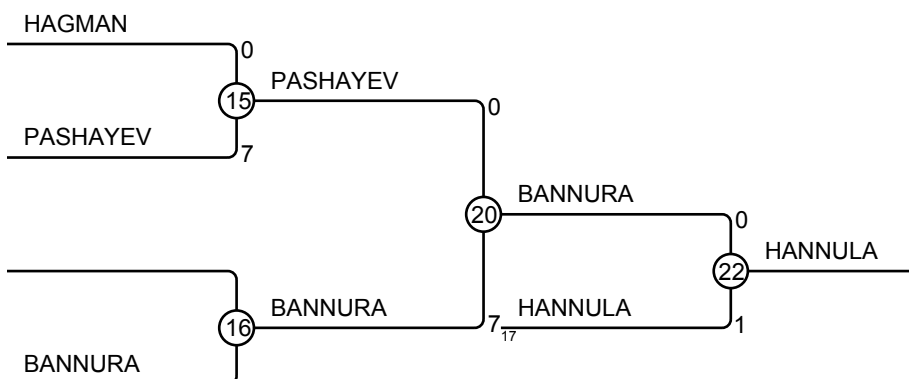 HAGMAN
0
15
PASHAYEV
0
PASHAYEV
7
20
BANNURA
0
22
HANNULA
16
BANNURA
7
17
HANNULA
1
BANNURA